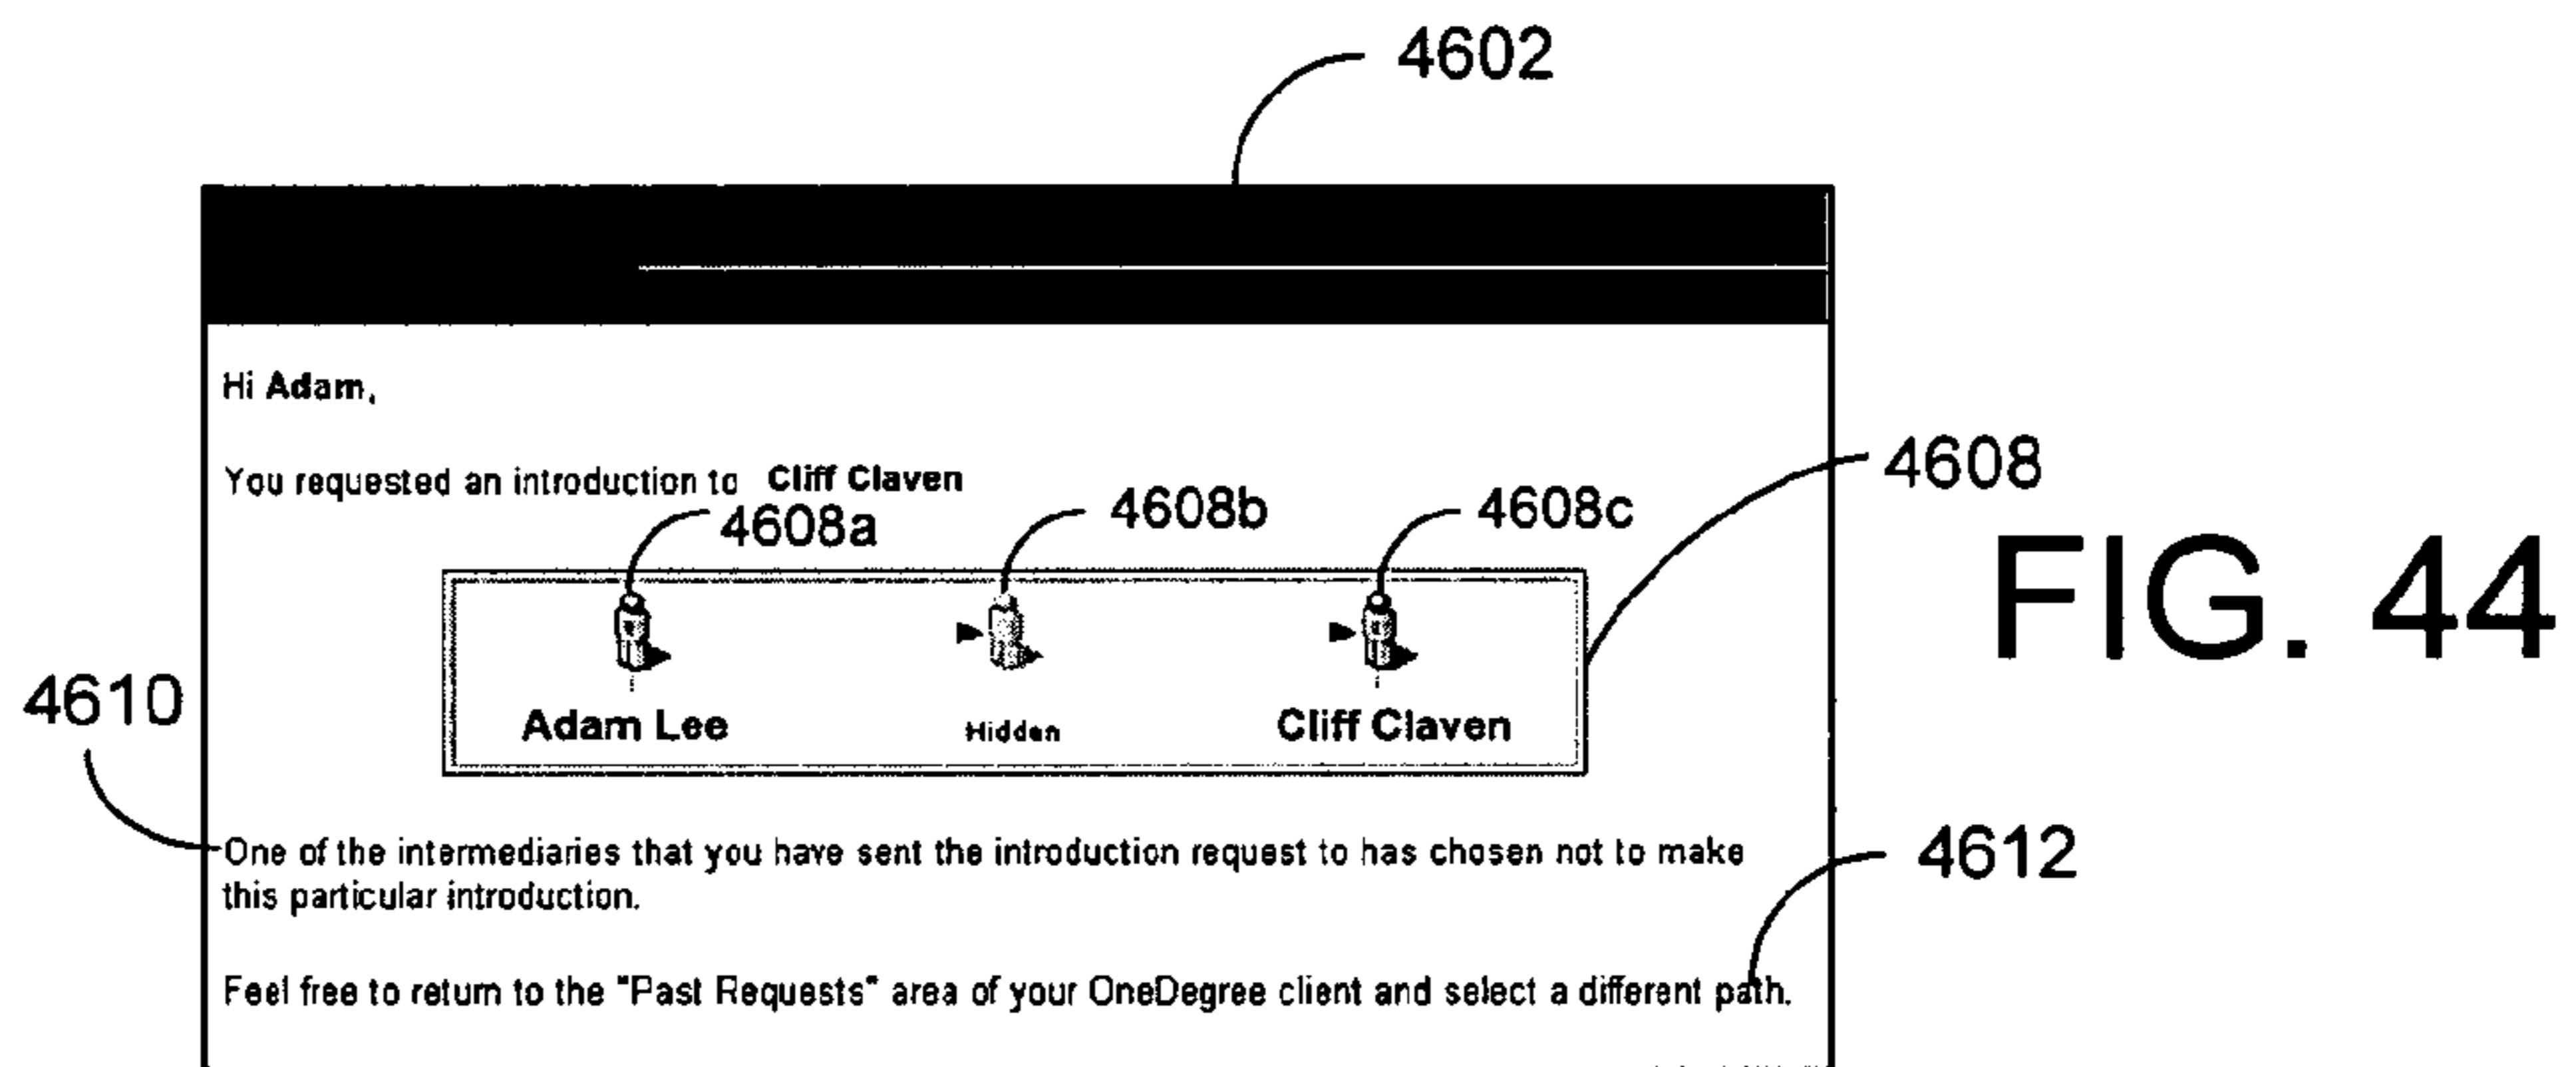 4602
Hi Adam,
You requested an introduction to Cliff Claven
4608a
4608b
4608c
4608
FIG. 44
Adam Lee
Hidden
Cliff Claven
4610
One of the intermediaries that you have sent the introduction request to has chosen not to make
this particular introduction.
4612
Feel free to return to the "Past Requests" area of your OneDegree client and select a different path.